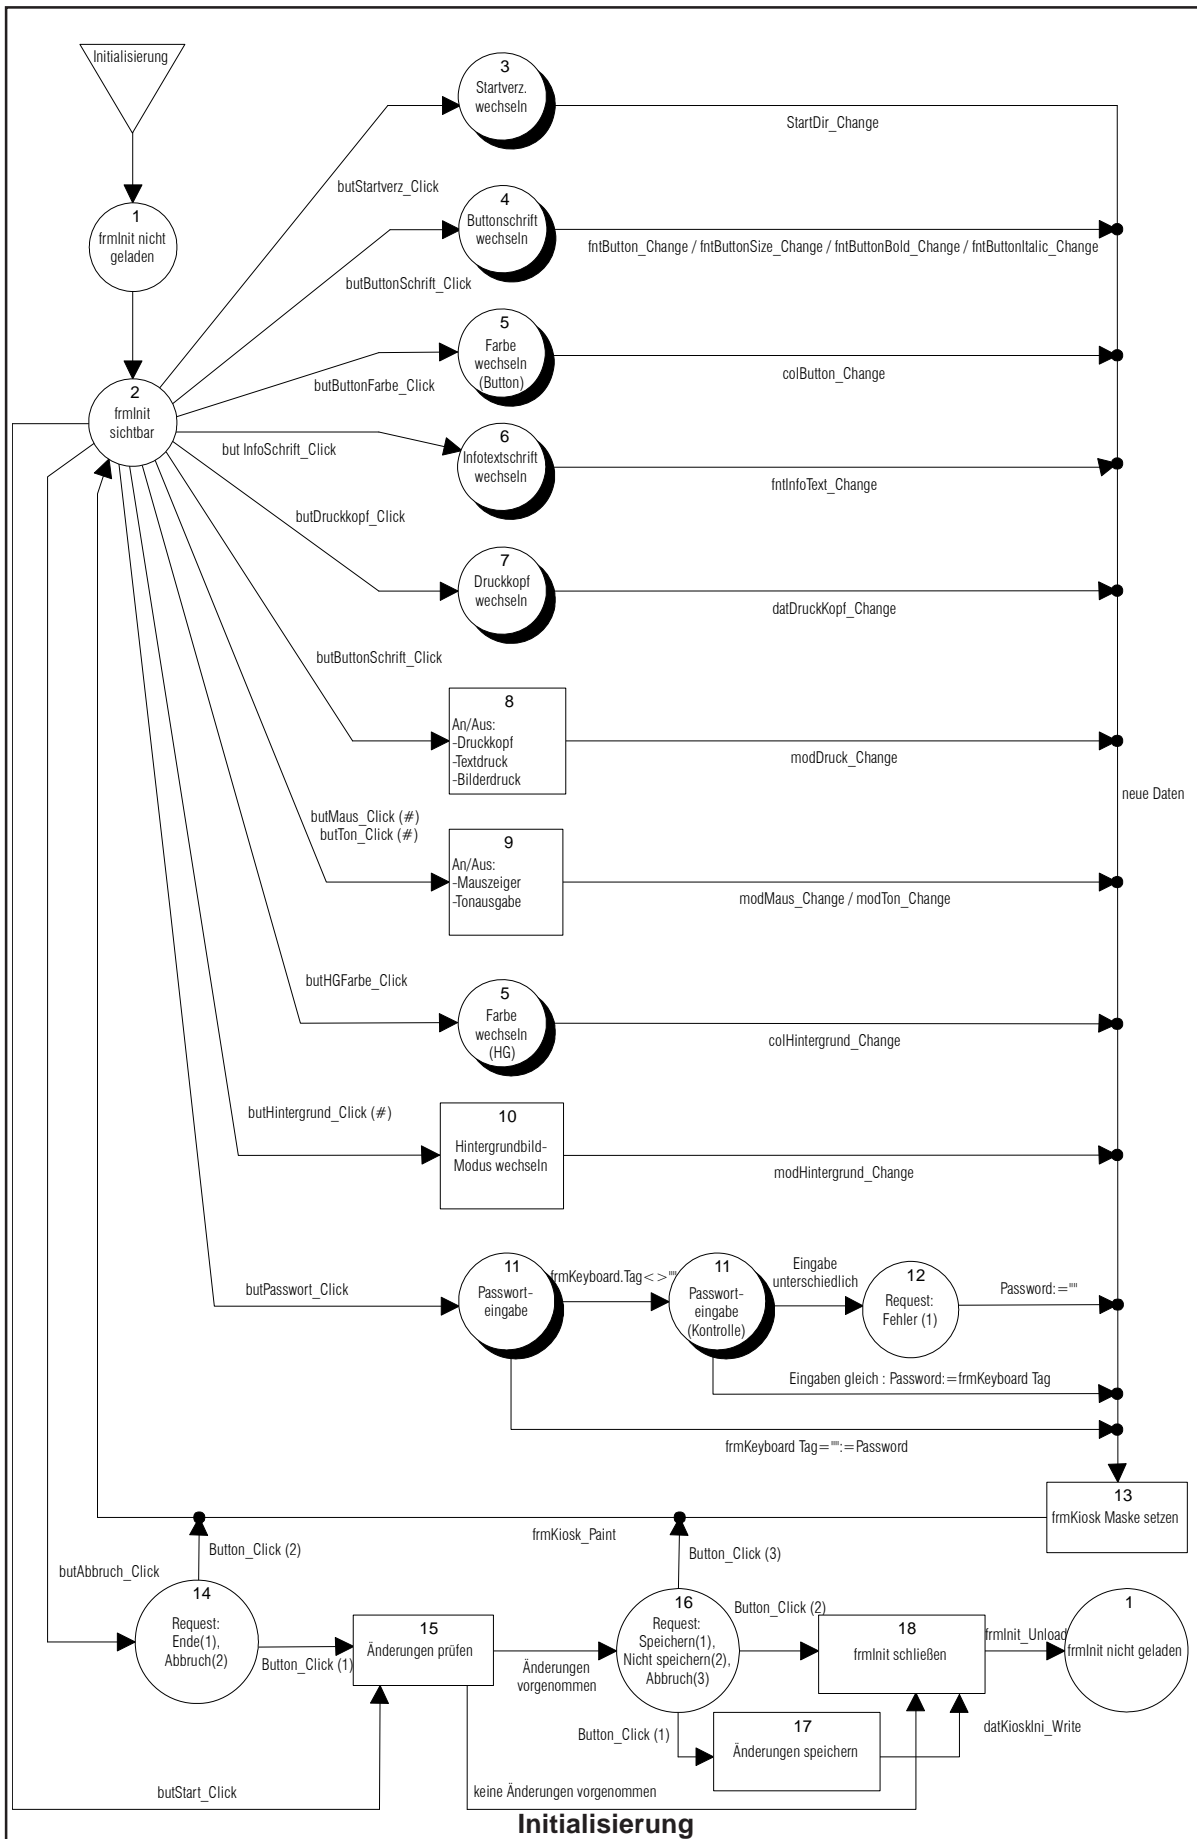 Initialisierung
3
Startverz.
wechseln
StartDir_Change
butStartverz_Click
1
frmInit nicht
geladen
4
Buttonschrift
wechseln
fntButton_Change / fntButtonSize_Change / fntButtonBold_Change / fntButtonItalic_Change
butButtonSchrift_Click
5
Farbe
wechseln
(Button)
colButton_Change
butButtonFarbe_Click
2
frmInit
sichtbar
but InfoSchrift_Click
6
Infotextschrift
wechseln
fntInfoText_Change
butDruckkopf_Click
7
Druckkopf
wechseln
datDruckKopf_Change
butButtonSchrift_Click
8
An/Aus:
-Druckkopf
-Textdruck
-Bilderdruck
modDruck_Change
neue Daten
butMaus_Click (#)
butTon_Click (#)
9
An/Aus:
-Mauszeiger
-Tonausgabe
modMaus_Change / modTon_Change
butHGFarbe_Click
5
Farbe
wechseln
(HG)
colHintergrund_Change
butHintergrund_Click (#)
10
Hintergrundbild-
Modus wechseln
modHintergrund_Change
butPasswort_Click
11
Passwort-
eingabe
frmKeyboard.Tag<>""
11
Passwort-
eingabe
(Kontrolle)
Eingabe
unterschiedlich
12
Request:
Fehler (1)
Password:=""
Eingaben gleich : Password:=frmKeyboard Tag
frmKeyboard Tag="":=Password
13
frmKiosk Maske setzen
frmKiosk_Paint
Button_Click (2)
Button_Click (3)
butAbbruch_Click
14
Request:
Ende(1),
Abbruch(2)
Button_Click (1)
15
Änderungen prüfen
Änderungen
vorgenommen
16
Request:
Speichern(1),
Nicht speichern(2),
Abbruch(3)
Button_Click (2)
18
frmInit schließen
frmInit_Unload
1
frmInit nicht geladen
Button_Click (1)
17
Änderungen speichern
datKioskIni_Write
butStart_Click
keine Änderungen vorgenommen
Initialisierung